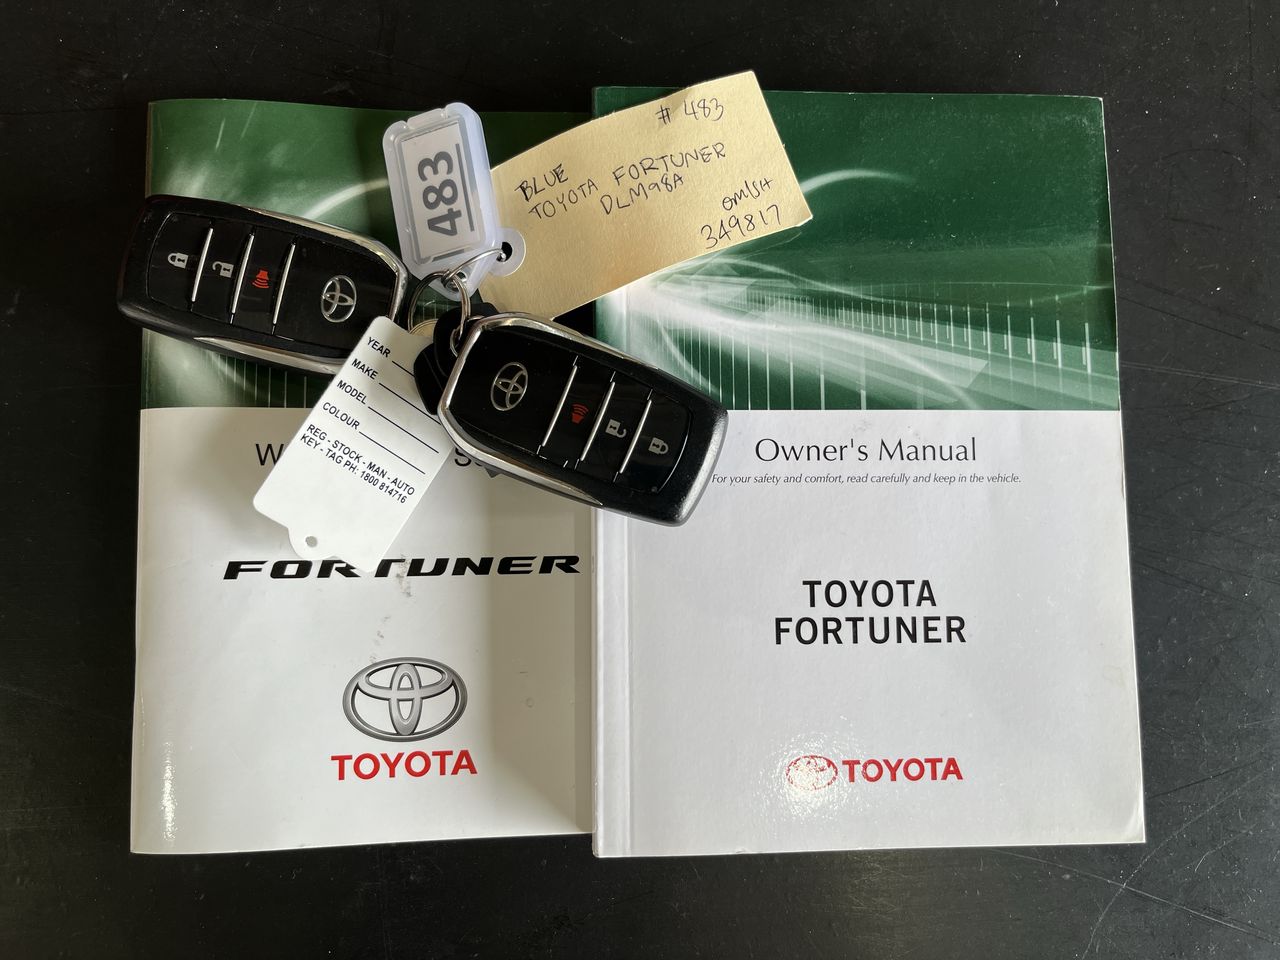 # 483
BLUE
TOYOTA FORTUNER
DLM98A
349817
483
YEAR
MAKE
MODEL
COLOUR
REG - STOCK - MAN - AUTO
KEY - TAG PH: 1800 814716
FORTUNER
TOYOTA
Owner's Manual
For your safety and comfort, read carefully and keep in the vehicle.
TOYOTA
FORTUNER
TOYOTA